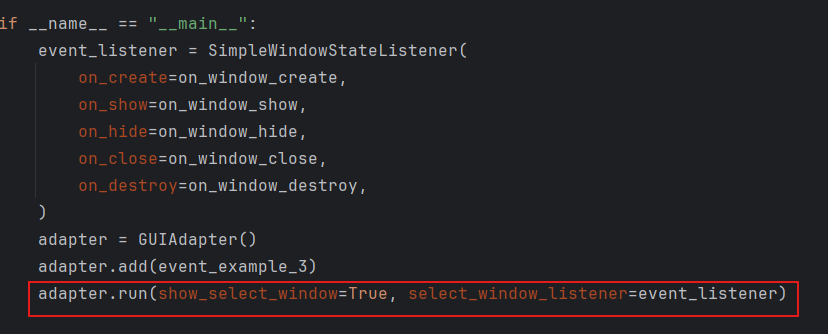 if __name__ == "__main__":
    event_listener = SimpleWindowStateListener(
        on_create=on_window_create,
        on_show=on_window_show,
        on_hide=on_window_hide,
        on_close=on_window_close,
        on_destroy=on_window_destroy,
    )
    adapter = GUIAdapter()
    adapter.add(event_example_3)
    adapter.run(show_select_window=True, select_window_listener=event_listener)